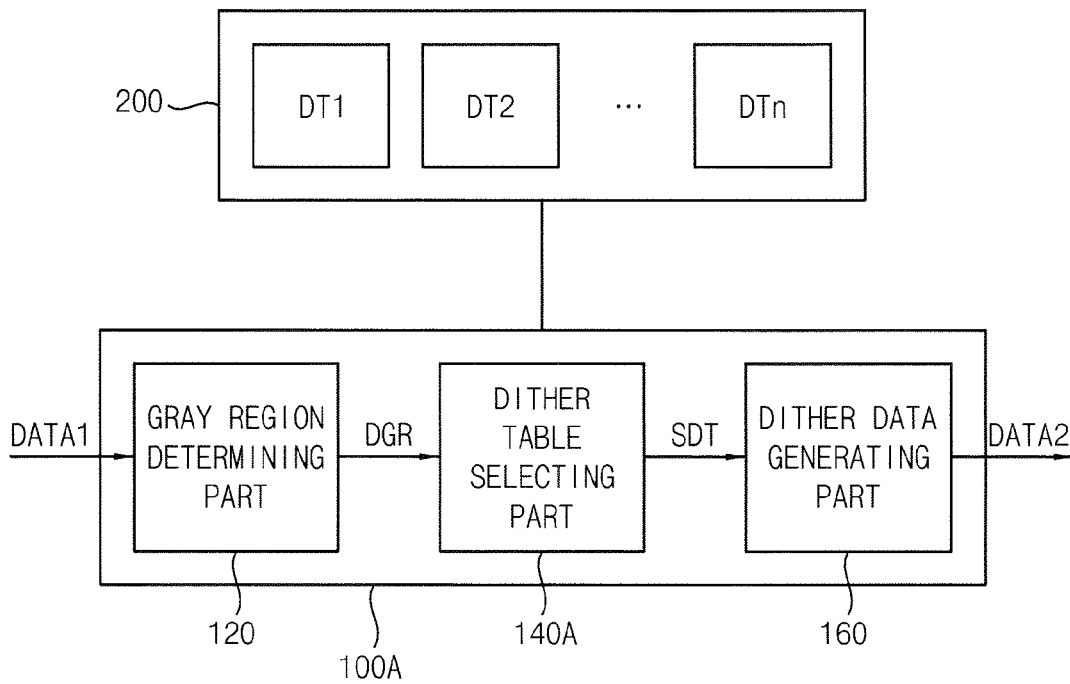 200
DT1
DT2
...
DTn
DATA1
GRAY REGION
DETERMINING
PART
DGR
DITHER
TABLE
SELECTING
PART
SDT
DITHER DATA
GENERATING
PART
DATA2
120
100A
140A
160